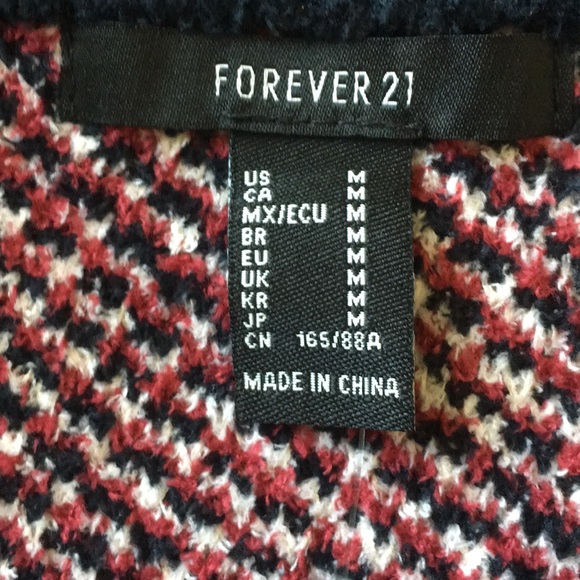 FOREVER 21
US M
CA M
MX/ECU M
BR M
EU M
UK M
KR M
JP M
CN 165/88A
MADE IN CHINA